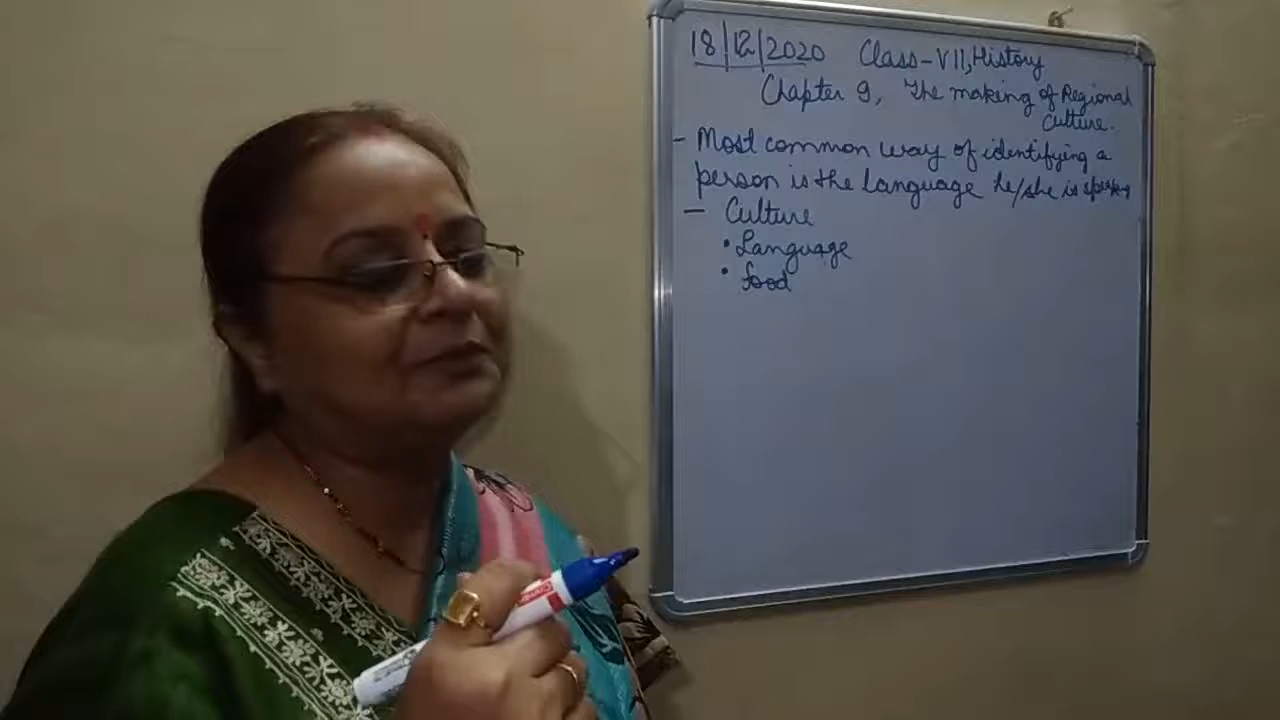 18/12/2020 Class-VII, History
Chapter 9, The making of Regional
Culture.
- Most common way of identifying a
person is the language he/she is speaking
- Culture
• Language
• food